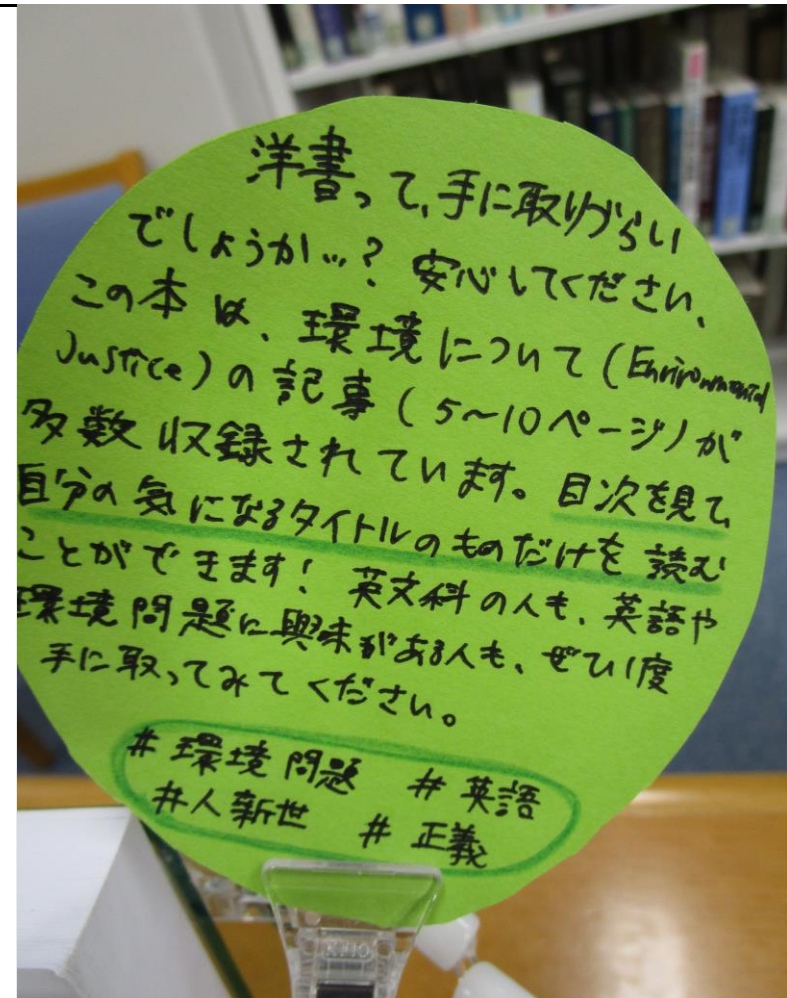 洋書って、手に取りづらい
でしょうか…? 安心してください、
この本は、環境について(Environmental
Justice)の記事(5~10ページ)が
多数収録されています。目次を見て、
自分の気になるタイトルのものだけを読む
ことができます! 英文科の人も、英語や
環境問題に興味がある人も、ぜひ1度
手に取ってみてください。
#環境問題 #英語
#人新世 #正義